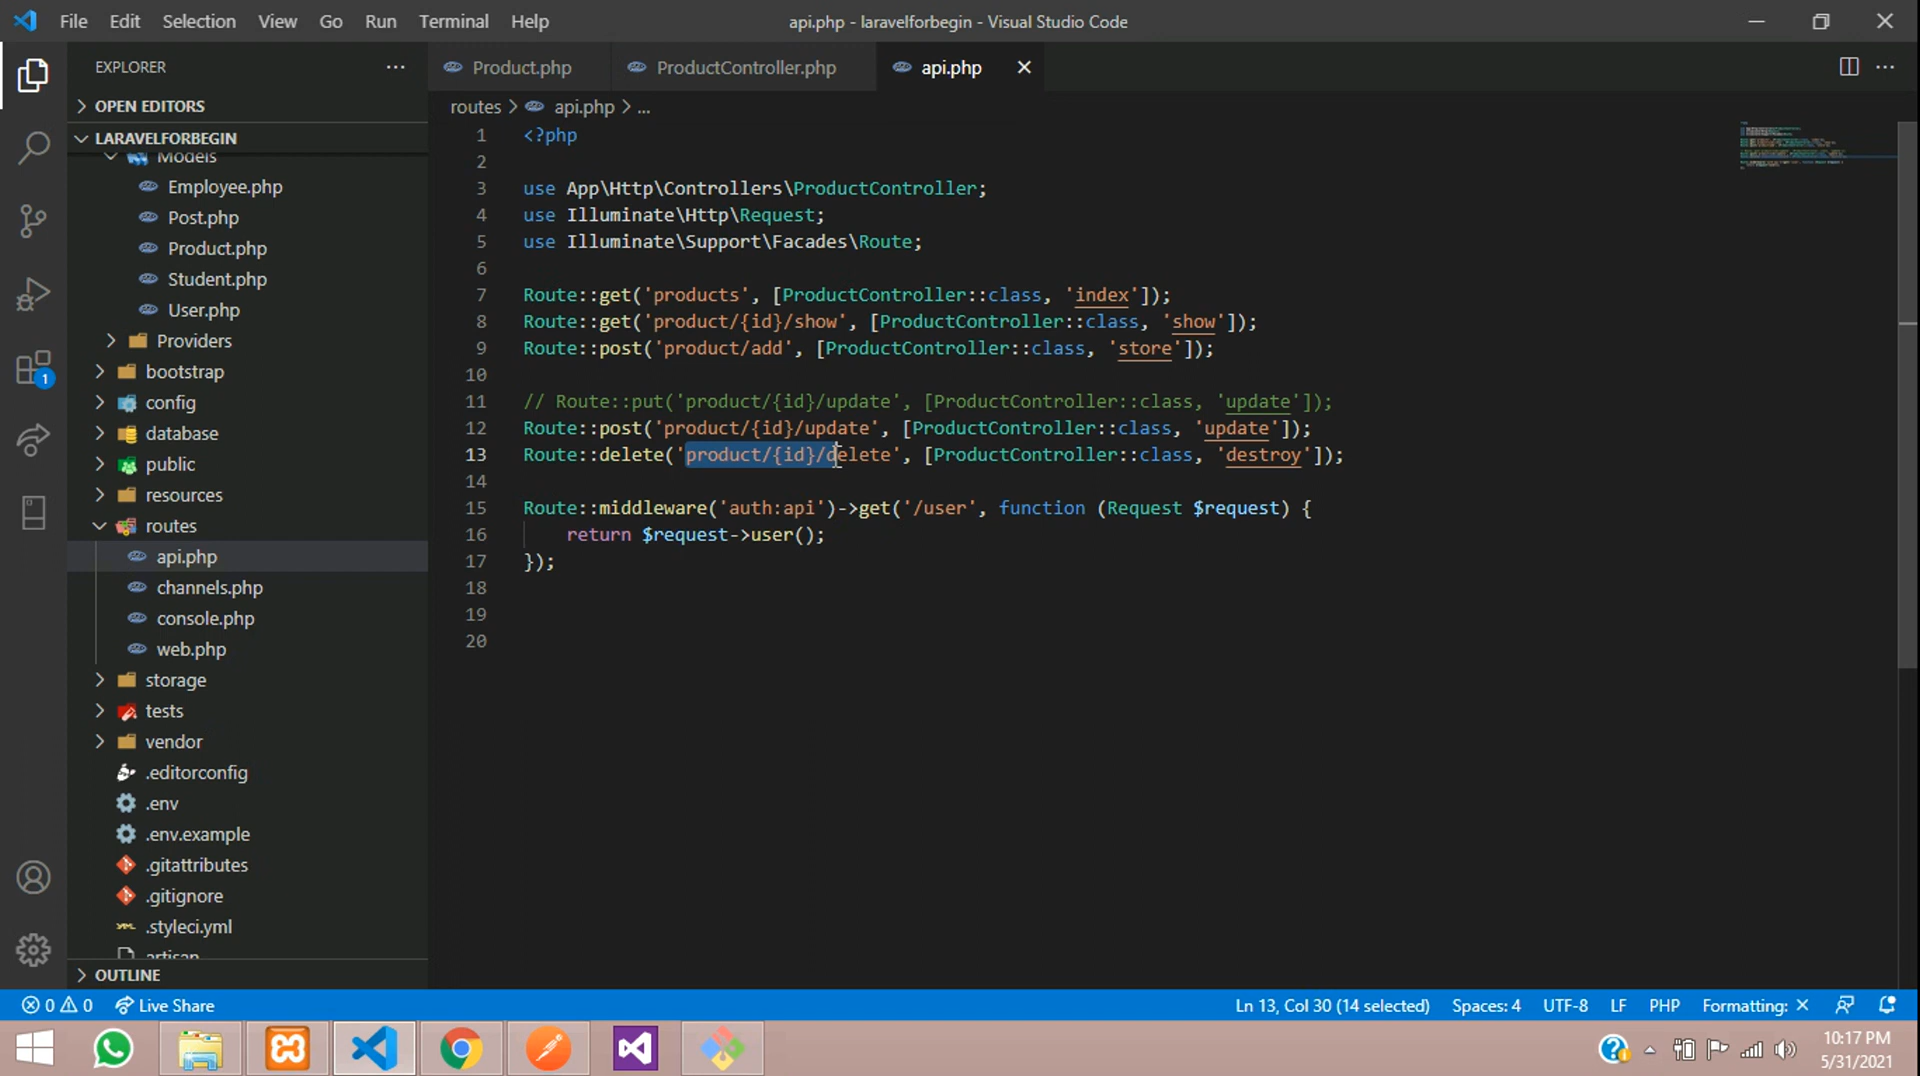 File Edit Selection View Go Run Terminal Help api.php - laravelforbegin - Visual Studio Code
EXPLORER
OPEN EDITORS
LARAVELFORBEGIN
Models
Employee.php
Post.php
Product.php
Student.php
User.php
Providers
bootstrap
config
database
public
resources
routes
api.php
channels.php
console.php
web.php
storage
tests
vendor
.editorconfig
.env
.env.example
.gitattributes
.gitignore
.styleci.yml
artisan
OUTLINE
Product.php ProductController.php api.php
routes > api.php > ...
1 <?php
2
3 use App\Http\Controllers\ProductController;
4 use Illuminate\Http\Request;
5 use Illuminate\Support\Facades\Route;
6
7 Route::get('products', [ProductController::class, 'index']);
8 Route::get('product/{id}/show', [ProductController::class, 'show']);
9 Route::post('product/add', [ProductController::class, 'store']);
10
11 // Route::put('product/{id}/update', [ProductController::class, 'update']);
12 Route::post('product/{id}/update', [ProductController::class, 'update']);
13 Route::delete('product/{id}/delete', [ProductController::class, 'destroy']);
14
15 Route::middleware('auth:api')->get('/user', function (Request $request) {
16 return $request->user();
17 });
18
19
20
1
0 0 Live Share Ln 13, Col 30 (14 selected) Spaces: 4 UTF-8 LF PHP Formatting: ×
10:17 PM
5/31/2021